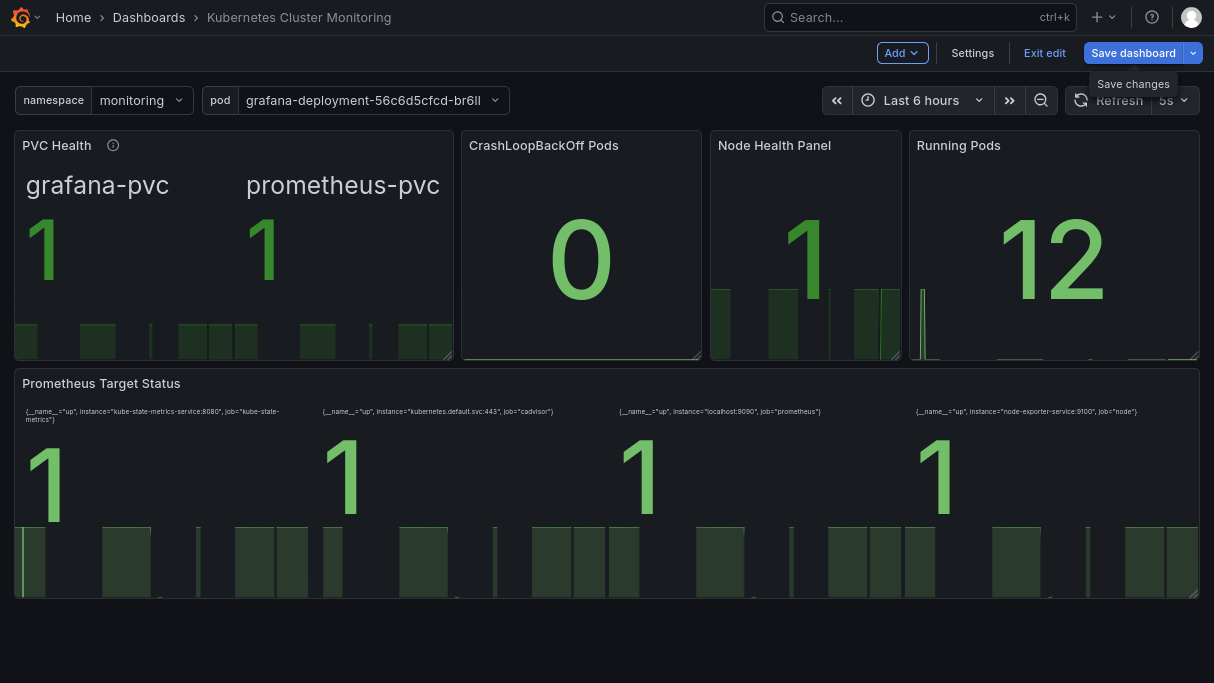 Home › Dashboards › Kubernetes Cluster Monitoring
Search...
ctrl+k
Add
Settings
Exit edit
Save dashboard
Save changes
namespace
monitoring
pod
grafana-deployment-56c6d5cfcd-br6ll
Last 6 hours
Refresh
5s
PVC Health
grafana-pvc
1
prometheus-pvc
1
CrashLoopBackOff Pods
0
Node Health Panel
1
Running Pods
12
Prometheus Target Status
{__name__="up", instance="kube-state-metrics-service:8080", job="kube-state-
metrics"}
1
{__name__="up", instance="kubernetes.default.svc:443", job="cadvisor"}
1
{__name__="up", instance="localhost:9090", job="prometheus"}
1
{__name__="up", instance="node-exporter-service:9100", job="node"}
1